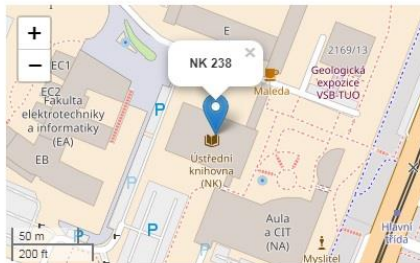 +
−
NK 238
×
E
2169/13
EC1
EC2
Fakulta
elektrotechniky
a informatiky
(EA)
EB
Maleda
Geologická
expozice
VSB-TUO
P
P
P
P
Ústřední
knihovna
(NK)
Aula
a CIT
(NA)
Hlavní
třída
Myslitel
50 m
200 ft